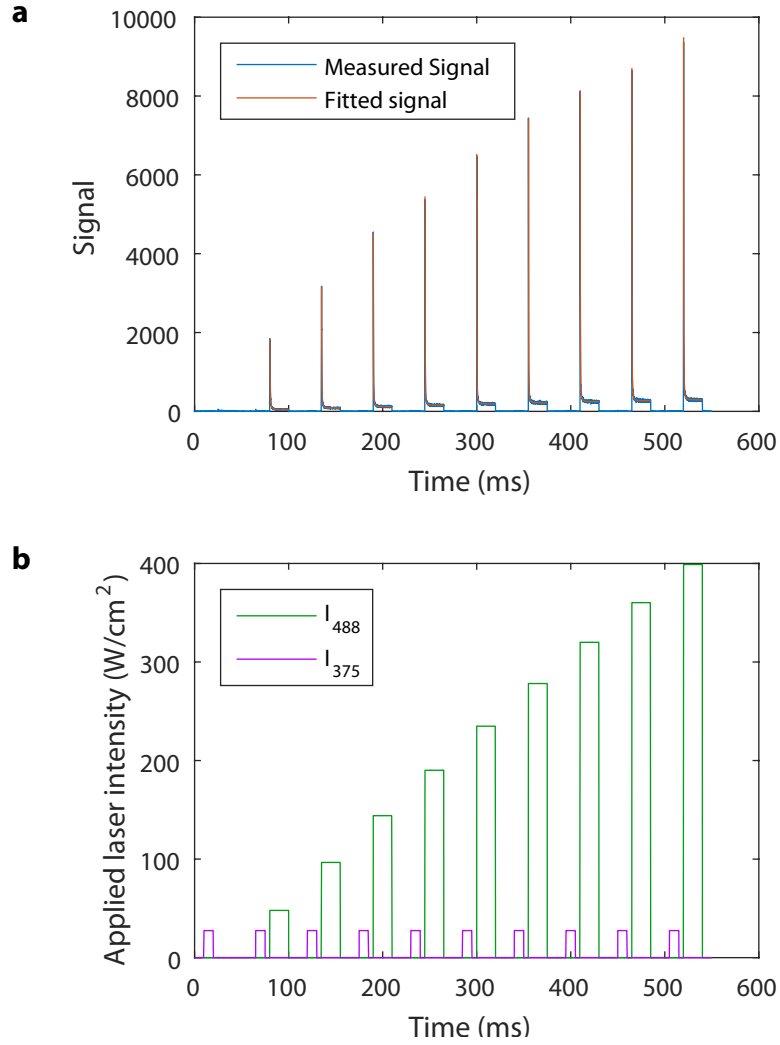 a
10000
8000
6000
4000
2000
0
Signal
Measured Signal
Fitted signal
0 100 200 300 400 500 600
Time (ms)
b
400
300
200
100
0
Applied laser intensity (W/cm²)
I₄₈₈
I₃₇₅
0 100 200 300 400 500 600
Time (ms)